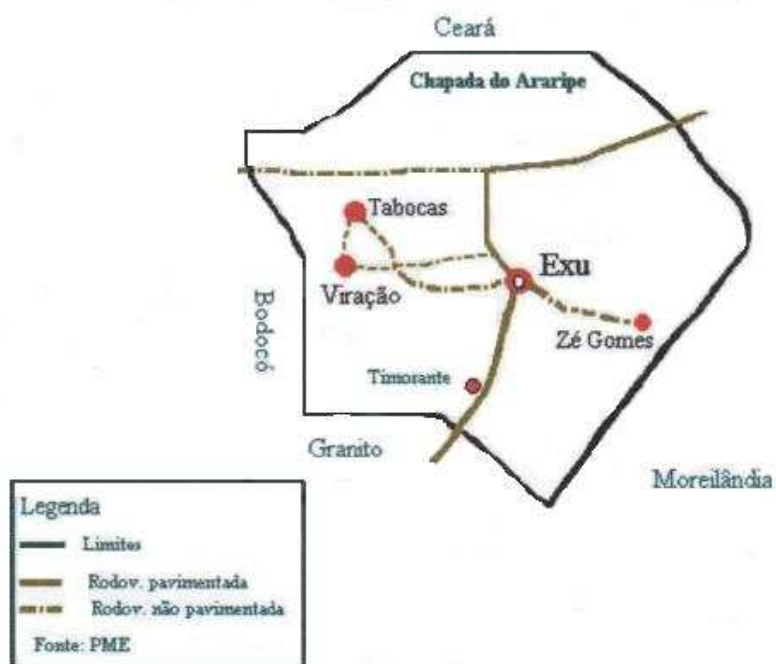 Ceará
Chapada do Araripe
Tabocas
Exu
Viração
Bodocó
Zé Gomes
Timorante
Granito
Moreilândia
Legenda
Limites
Rodov. pavimentada
Rodov. não pavimentada
Fonte: PME